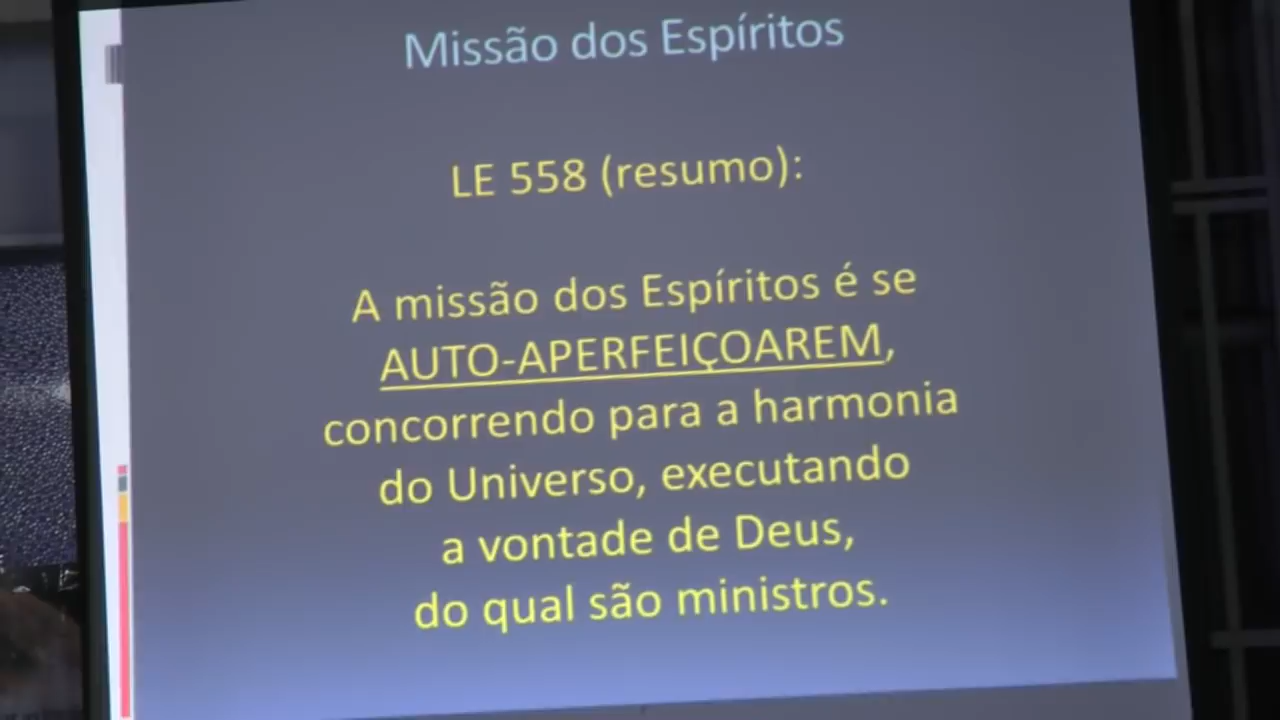 Missão dos Espíritos
LE 558 (resumo):
A missão dos Espíritos é se
AUTO-APERFEIÇOAREM,
concorrendo para a harmonia
do Universo, executando
a vontade de Deus,
do qual são ministros.